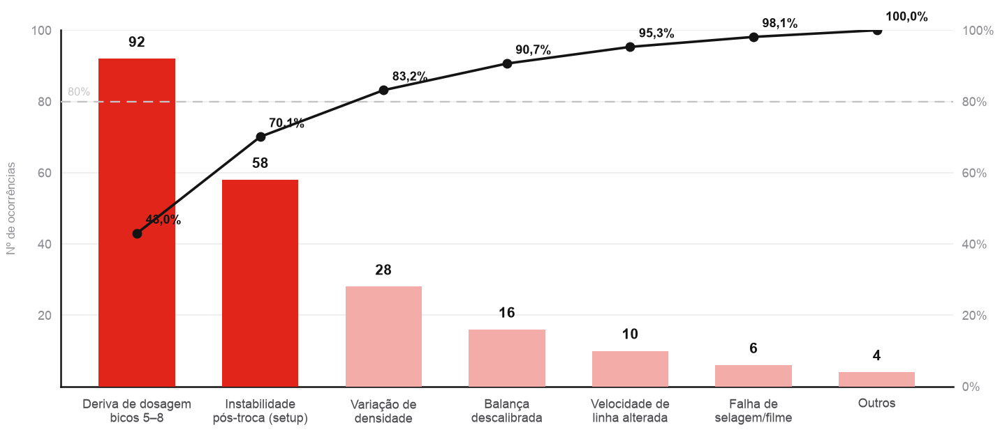 100,0%
98,1%
95,3%
90,7%
83,2%
70,1%
43,0%
100
80
60
40
20
Nº de ocorrências
80%
92
58
28
16
10
6
4
100%
80%
60%
40%
20%
0%
Deriva de dosagem
bicos 5–8
Instabilidade
pós-troca (setup)
Variação de
densidade
Balança
descalibrada
Velocidade de
linha alterada
Falha de
selagem/filme
Outros